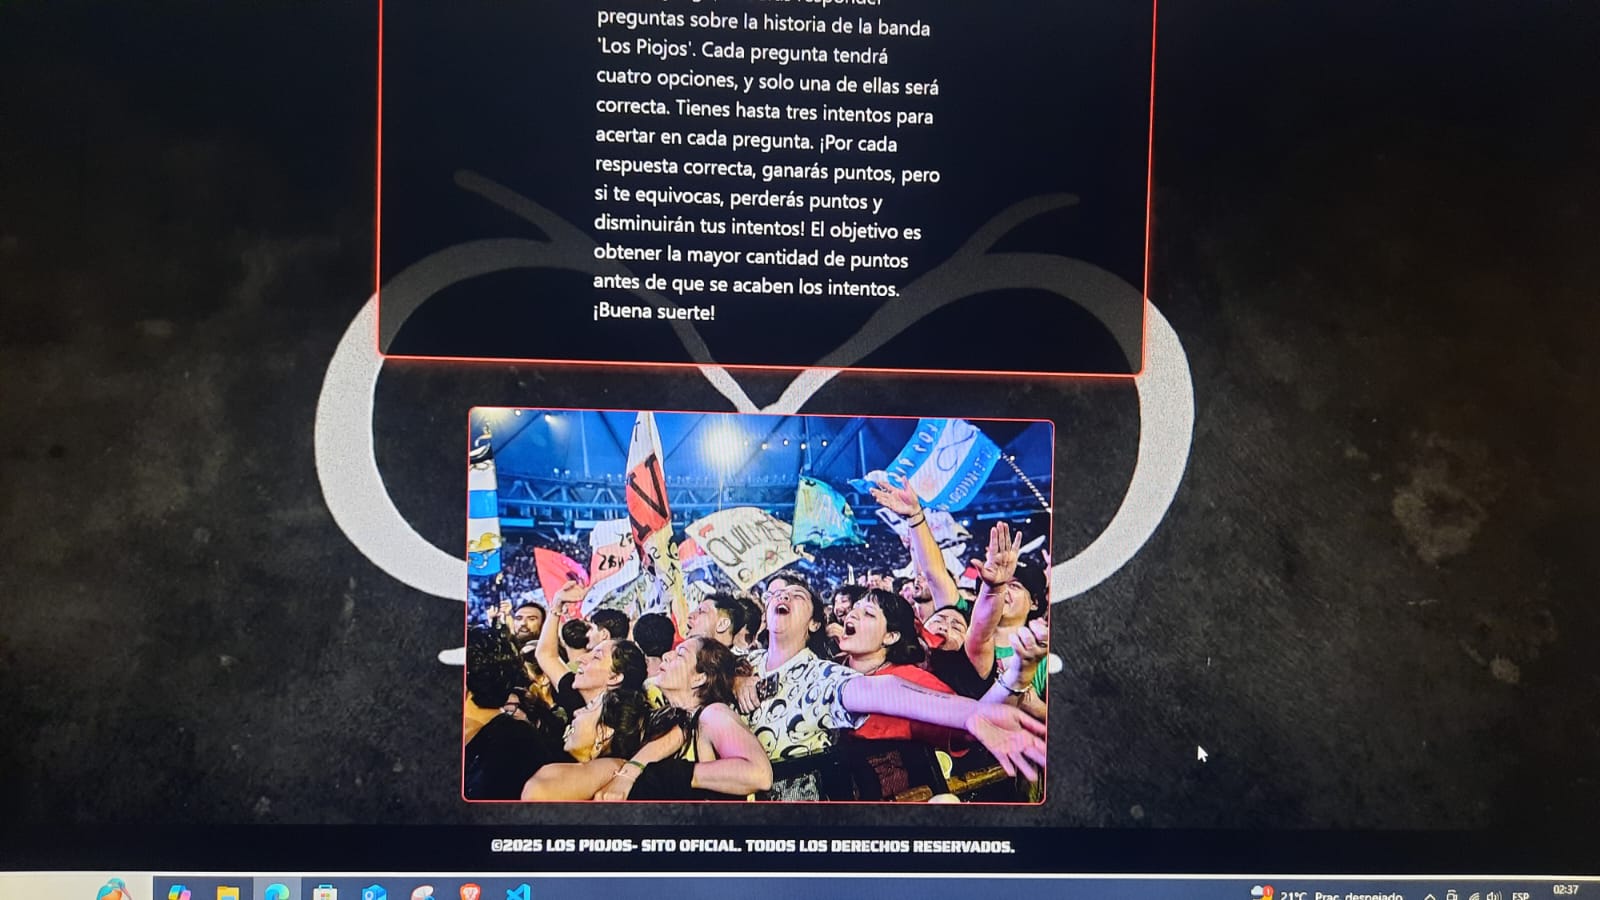 preguntas sobre la historia de la banda
'Los Piojos'. Cada pregunta tendrá
cuatro opciones, y solo una de ellas será
correcta. Tienes hasta tres intentos para
acertar en cada pregunta. ¡Por cada
respuesta correcta, ganarás puntos, pero
si te equivocas, perderás puntos y
disminuirán tus intentos! El objetivo es
obtener la mayor cantidad de puntos
antes de que se acaben los intentos.
¡Buena suerte!
©2025 LOS PIOJOS- SITO OFICIAL. TODOS LOS DERECHOS RESERVADOS.
21°C Prac. despejado
ESP
02:37